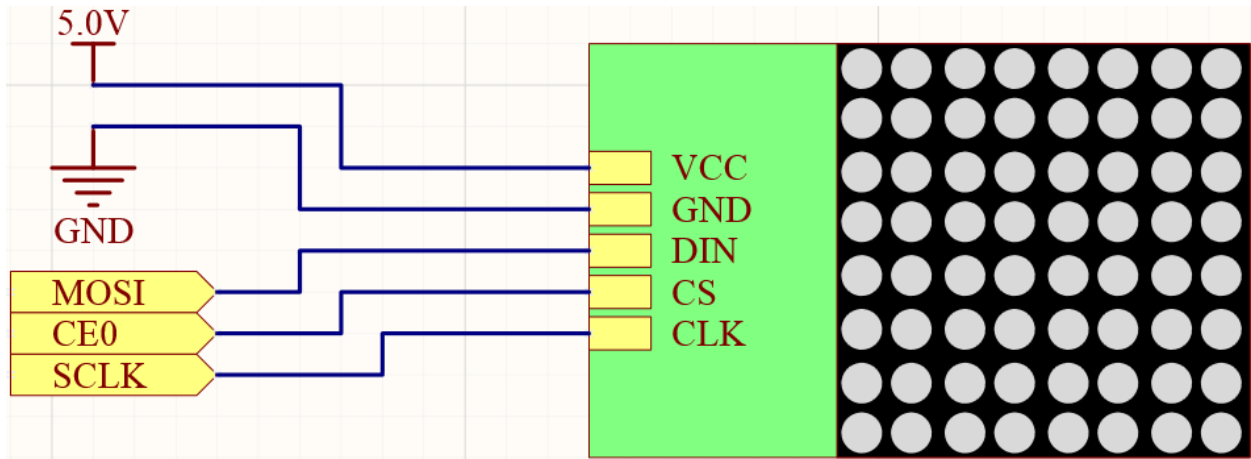 5.0V
GND
MOSI
CE0
SCLK
VCC
GND
DIN
CS
CLK